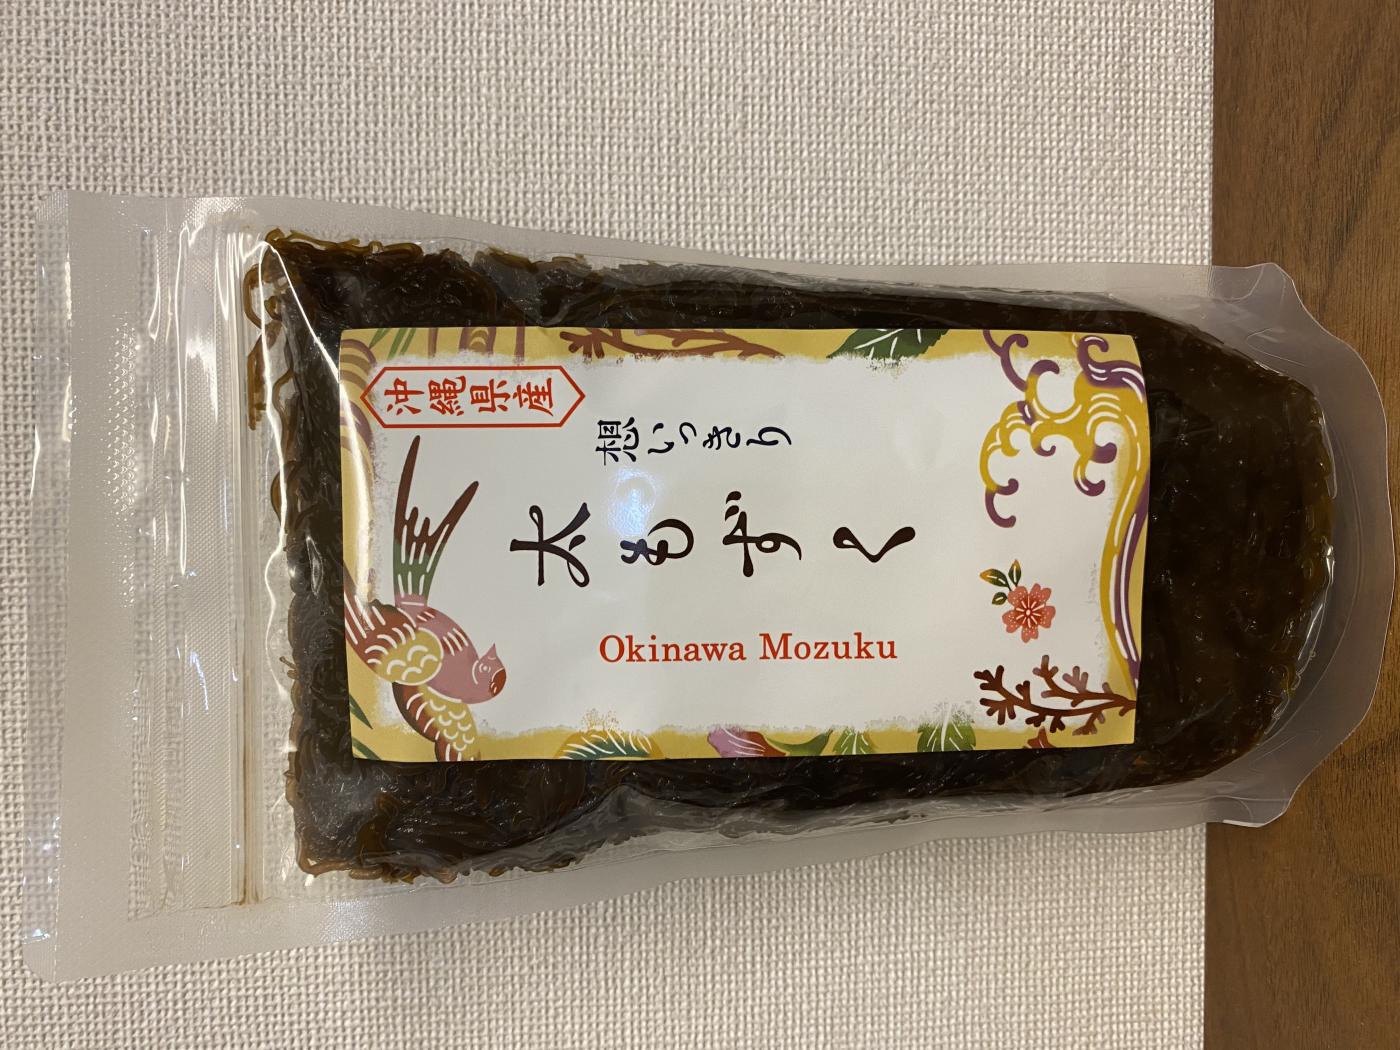 沖縄県産
想いっきり
太もずく
Okinawa Mozuku